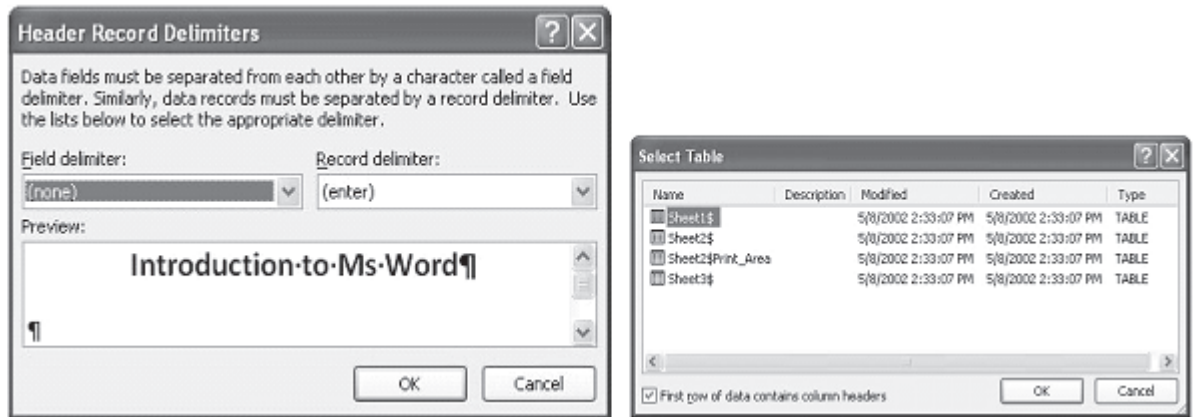 Header Record Delimiters
Data fields must be separated from each other by a character called a field
delimiter. Similarly, data records must be separated by a record delimiter. Use
the lists below to select the appropriate delimiter.
Field delimiter: Record delimiter:
(none) (enter)
Preview:
Introduction·to·Ms·Word¶
¶
OK Cancel
Select Table
Name Description Modified Created Type
Sheet1$ 5/8/2002 2:33:07 PM 5/8/2002 2:33:07 PM TABLE
Sheet2$ 5/8/2002 2:33:07 PM 5/8/2002 2:33:07 PM TABLE
Sheet2$Print_Area 5/8/2002 2:33:07 PM 5/8/2002 2:33:07 PM TABLE
Sheet3$ 5/8/2002 2:33:07 PM 5/8/2002 2:33:07 PM TABLE
First row of data contains column headers OK Cancel